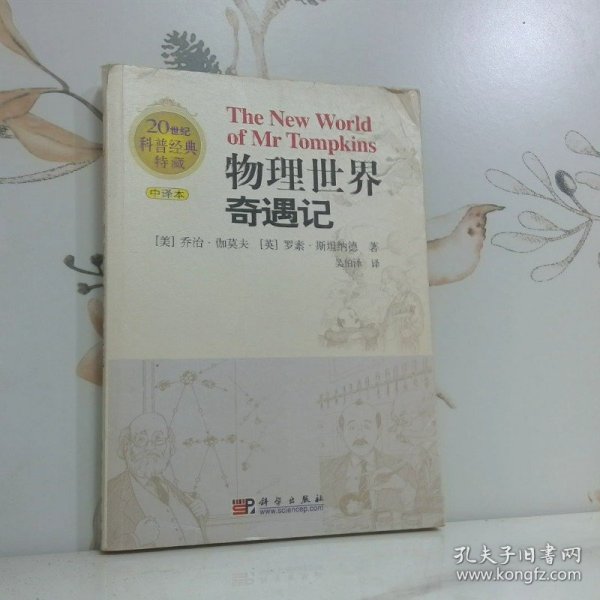 The New World
of Mr Tompkins
20世纪
科普经典
特藏
中译本
物理世界
奇遇记
[美] 乔治·伽莫夫 [英] 罗素·斯坦纳德 著
吴伯泽 译
科学出版社
www.sciencep.com
孔夫子旧书网
www.kongfz.com